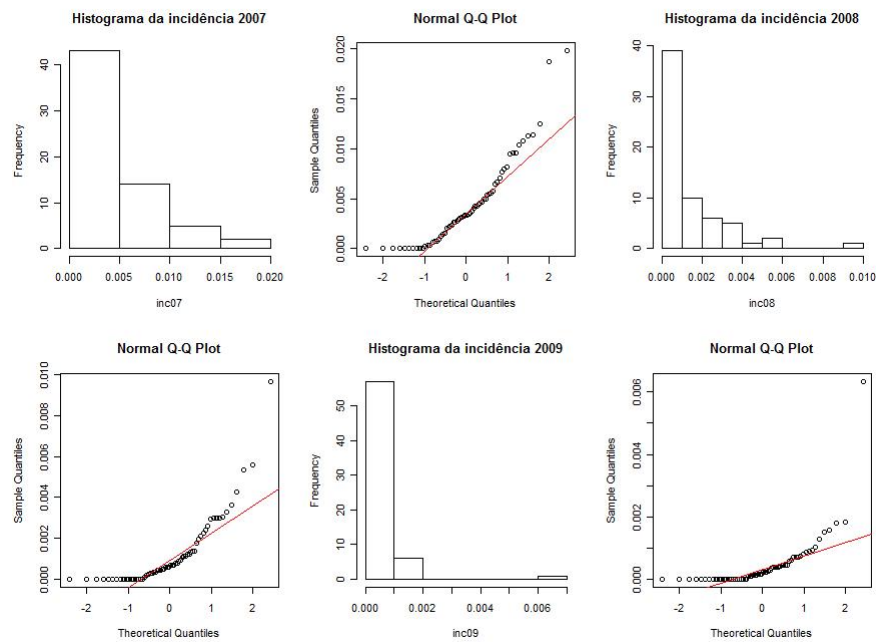 Histograma da incidência 2007
Frequency
0 10 20 30 40
0.000 0.005 0.010 0.015 0.020
inc07
Normal Q-Q Plot
Sample Quantiles
0.000 0.005 0.010 0.015 0.020
-2 -1 0 1 2
Theoretical Quantiles
Histograma da incidência 2008
Frequency
0 10 20 30 40
0.000 0.002 0.004 0.006 0.010
inc08
Normal Q-Q Plot
Sample Quantiles
0.000 0.002 0.004 0.006 0.008 0.010
-2 -1 0 1 2
Theoretical Quantiles
Histograma da incidência 2009
Frequency
0 10 20 30 40 50
0.000 0.002 0.004 0.006
inc09
Normal Q-Q Plot
Sample Quantiles
0.000 0.002 0.004 0.006
-2 -1 0 1 2
Theoretical Quantiles